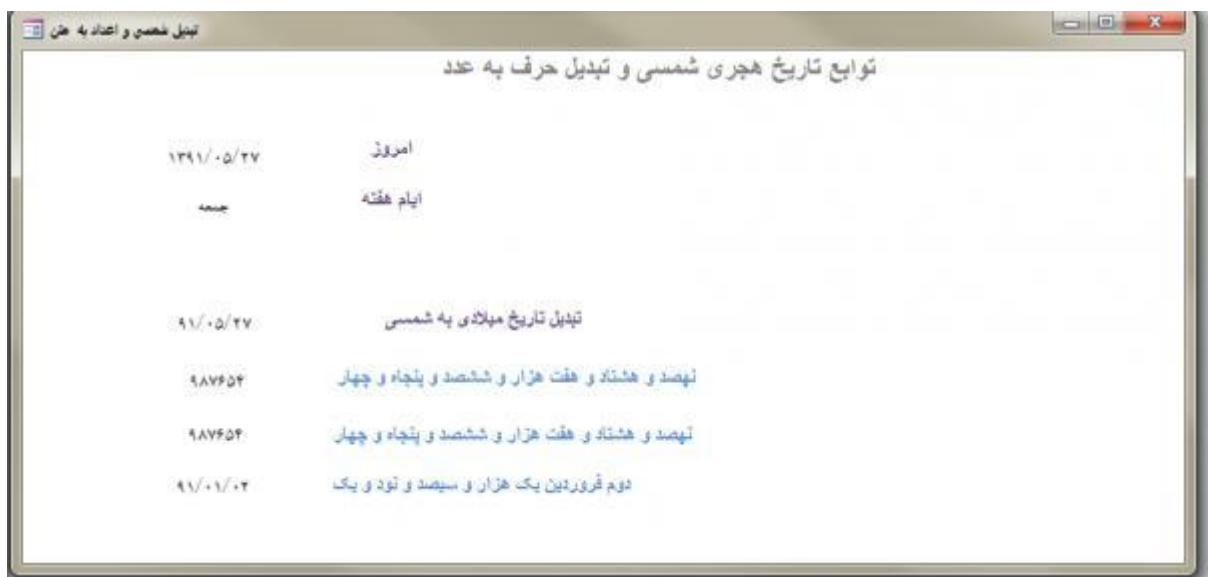 تبدیل شمسی و اعداد به متن
توابع تاریخ هجری شمسی و تبدیل حرف به عدد
امروز ۱۳۹۱/۰۵/۲۷
ایام هفته جمعه
تبدیل تاریخ میلادی به شمسی ۹۱/۰۵/۲۷
نهصد و هشتاد و هفت هزار و ششصد و پنجاه و چهار ۹۸۷۶۵۴
نهصد و هشتاد و هفت هزار و ششصد و پنجاه و چهار ۹۸۷۶۵۴
دوم فروردین یک هزار و سیصد و نود و یک ۹۱/۰۱/۰۲